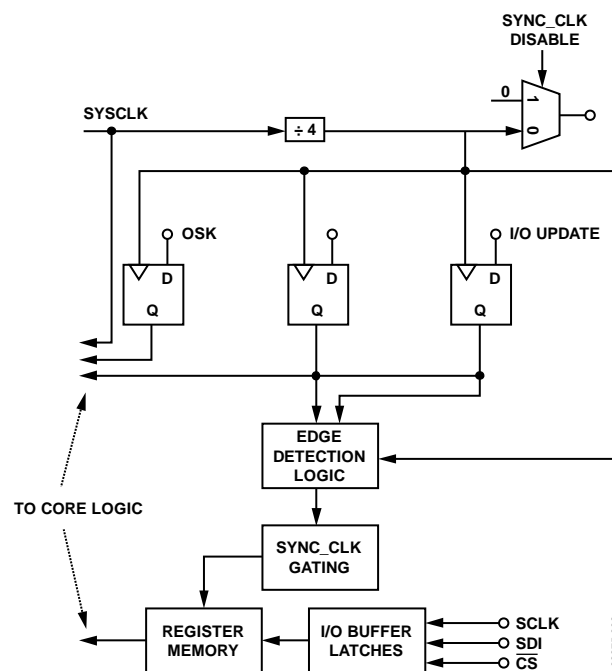 SYNC_CLK
DISABLE
0
1
0
SYSCLK
÷ 4
OSK
I/O UPDATE
D
D
D
Q
Q
Q
EDGE
DETECTION
LOGIC
TO CORE LOGIC
SYNC_CLK
GATING
REGISTER
MEMORY
I/O BUFFER
LATCHES
SCLK
SDI
CS